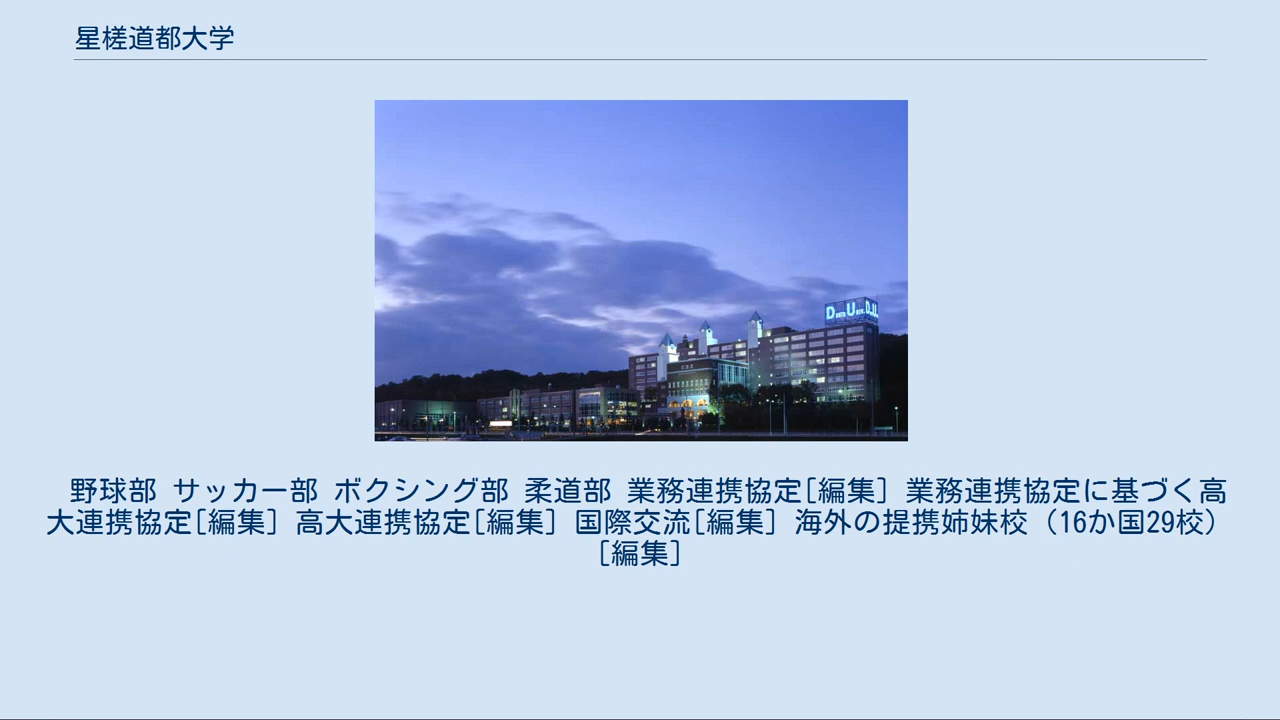 星槎道都大学
D U D.U.
野球部 サッカー部 ボクシング部 柔道部 業務連携協定[編集] 業務連携協定に基づく高
大連携協定[編集] 高大連携協定[編集] 国際交流[編集] 海外の提携姉妹校（16か国29校）
[編集]